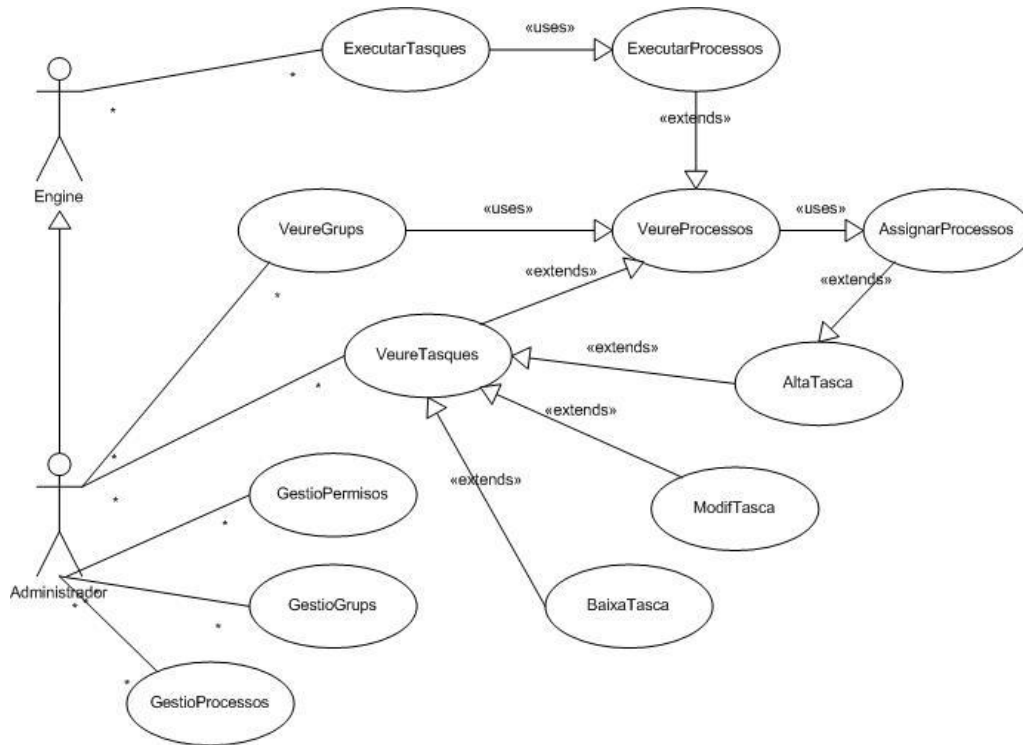 «uses»
ExecutarTasques
ExecutarProcessos
*
*
«extends»
Engine
«uses»
«uses»
VeureGrups
VeureProcessos
AssignarProcessos
«extends»
«extends»
*
«extends»
VeureTasques
*
AltaTasca
«extends»
*
«extends»
*
GestioPermisos
*
ModifTasca
Administrador
*
*
*
GestioGrups
BaixaTasca
*
*
GestioProcessos